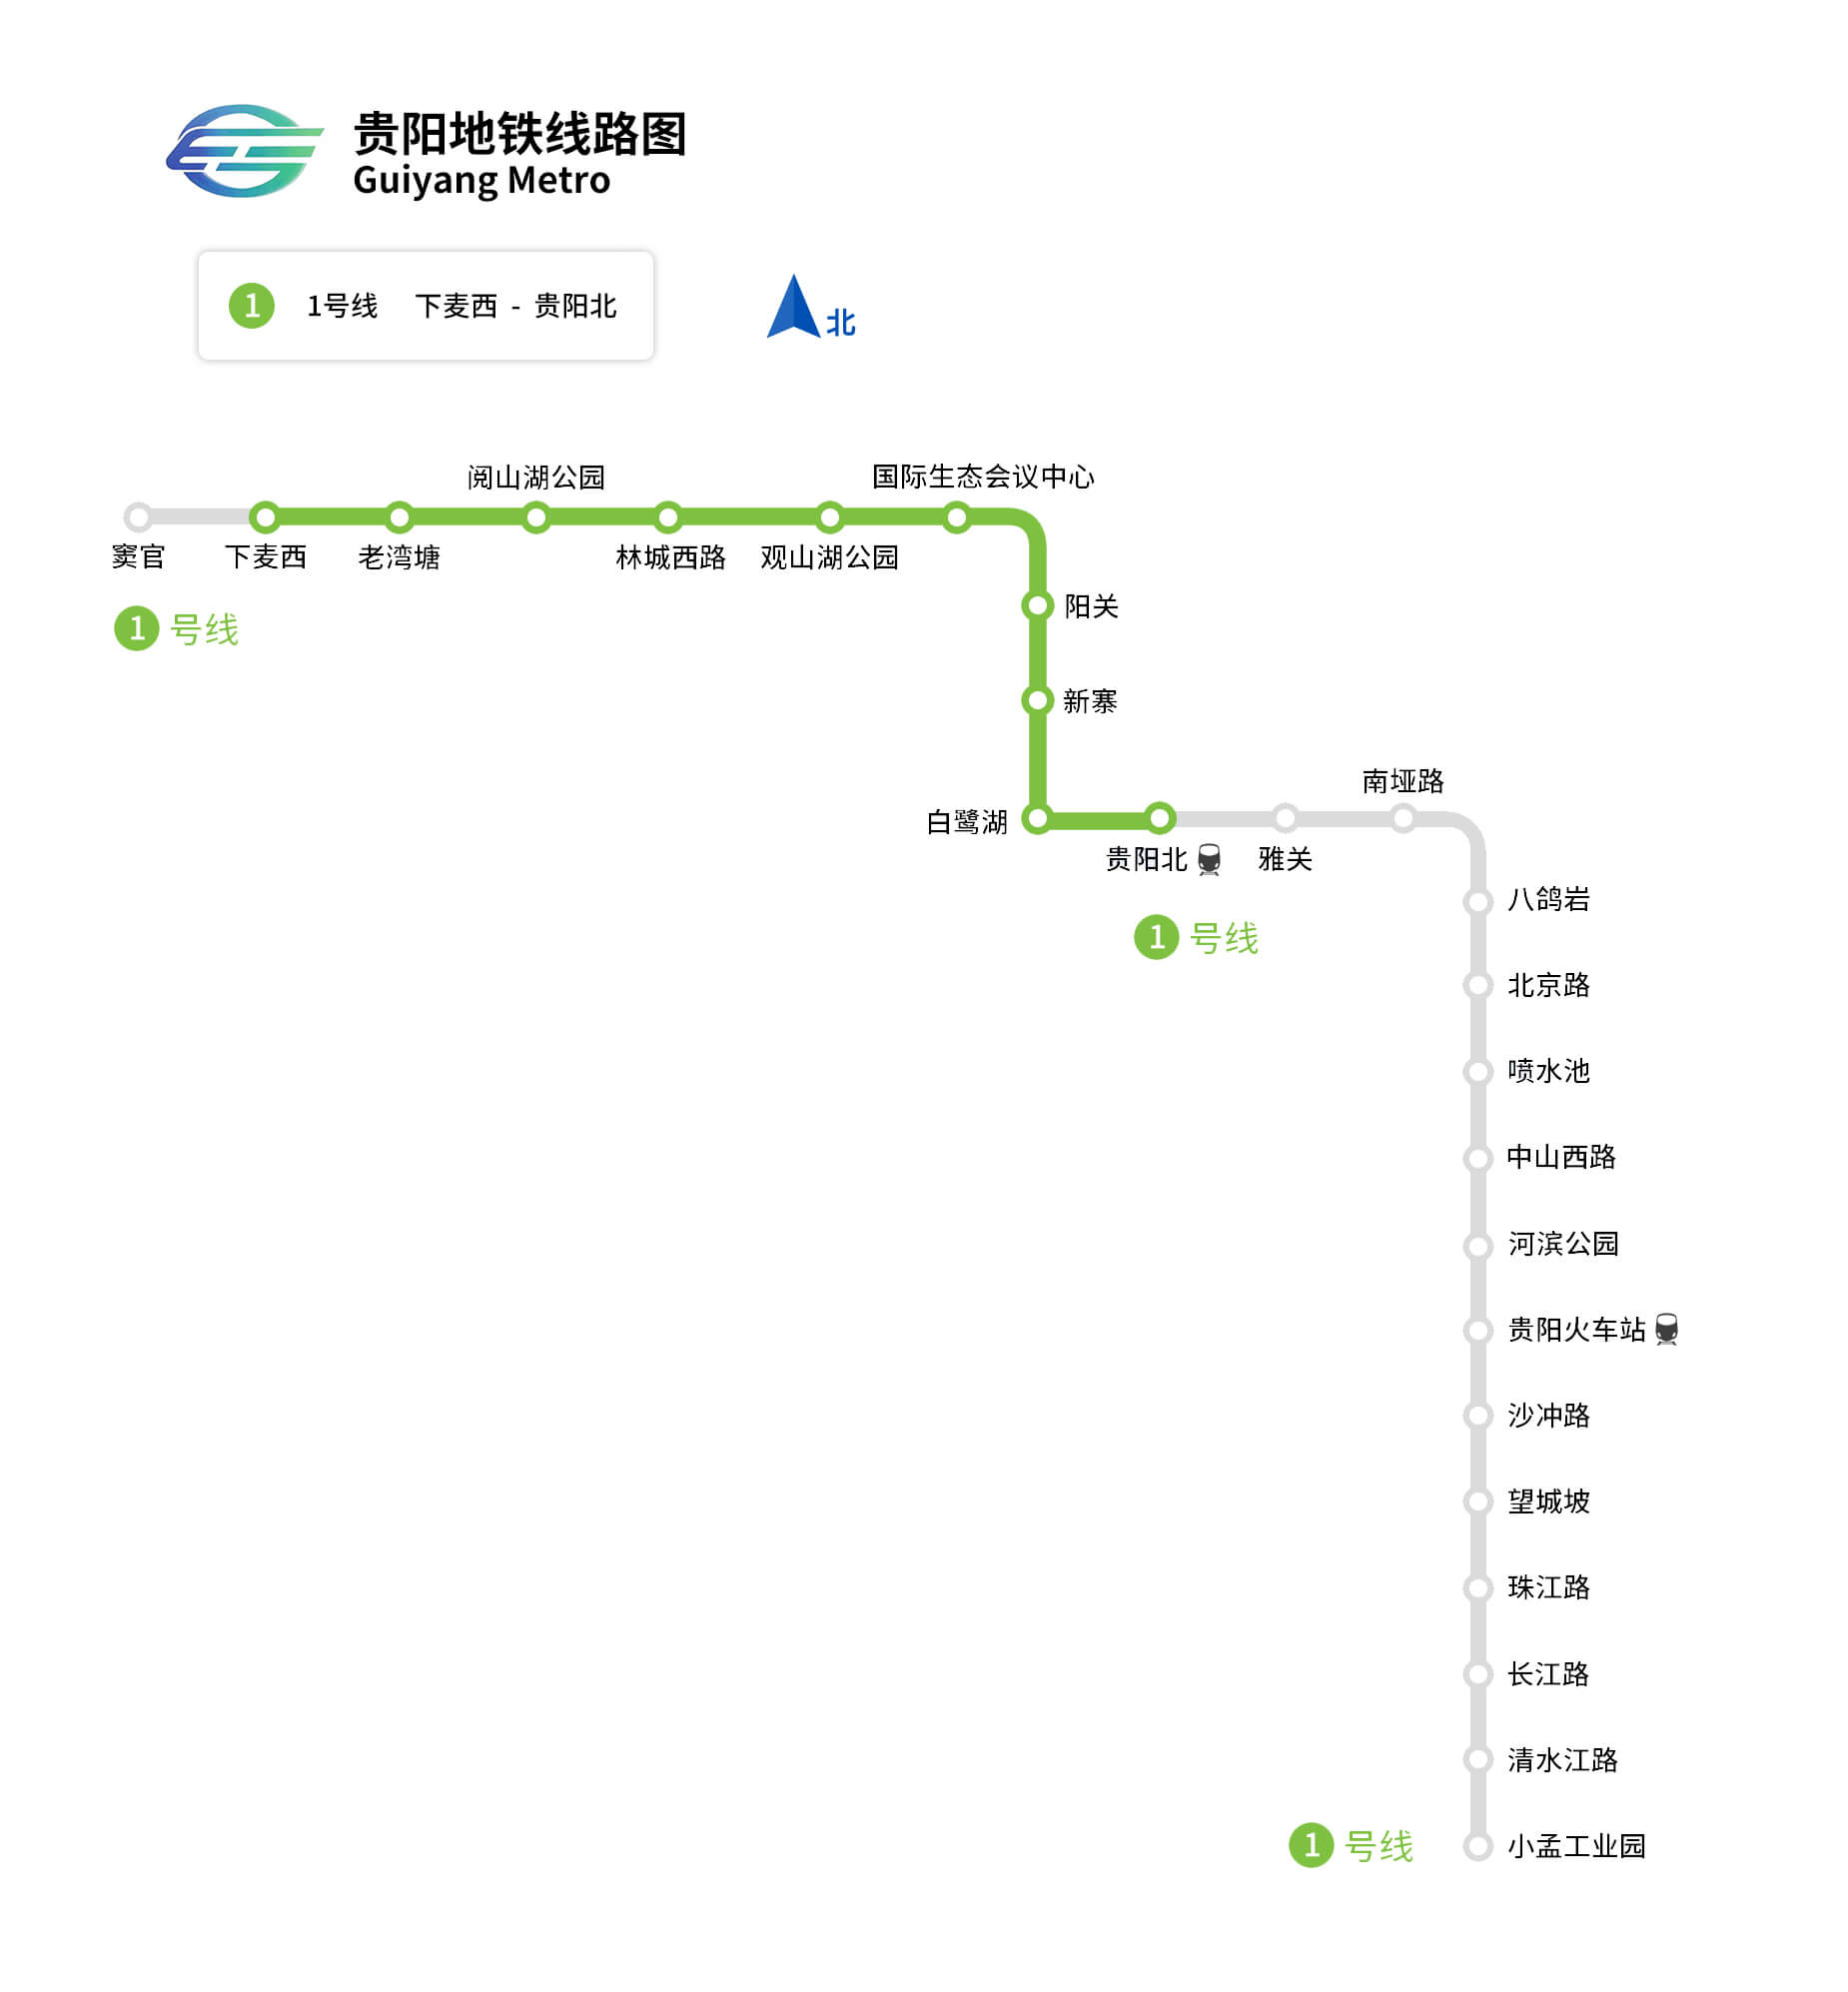 贵阳地铁线路图
Guiyang Metro
1 1号线 下麦西 - 贵阳北
北
阅山湖公园
国际生态会议中心
窦官
下麦西
老湾塘
林城西路
观山湖公园
1 号线
阳关
新寨
南垭路
白鹭湖
贵阳北
雅关
八鸽岩
1 号线
北京路
喷水池
中山西路
河滨公园
贵阳火车站
沙冲路
望城坡
珠江路
长江路
清水江路
1 号线
小孟工业园